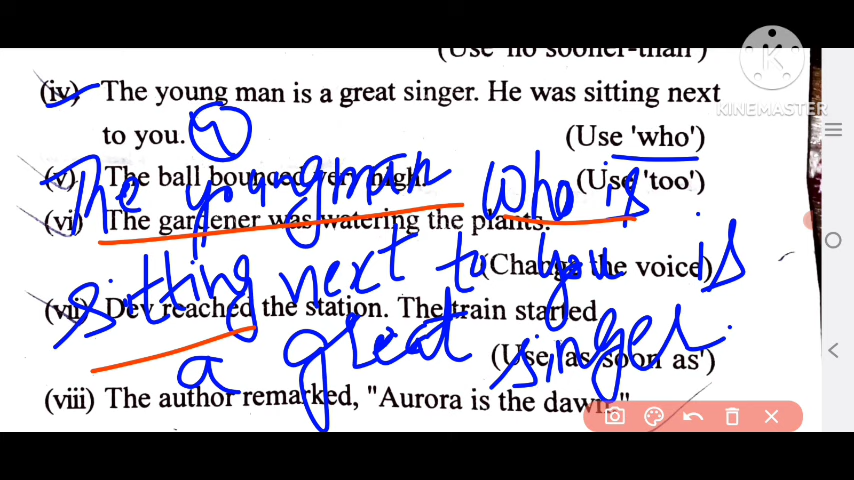 (Use 'no sooner-than')
(iv) The young man is a great singer. He was sitting next
KINEMASTER
to you.
(Use 'who')
(v) The ball bounced very high.
(Use 'too')
The youngman who is
(vi) The gardener was watering the plants.
sitting next to you is
(Change the voice)
(vii) Dev reached the station. The train started
a great singer.
(Use 'as soon as')
(viii) The author remarked, "Aurora is the dawn."